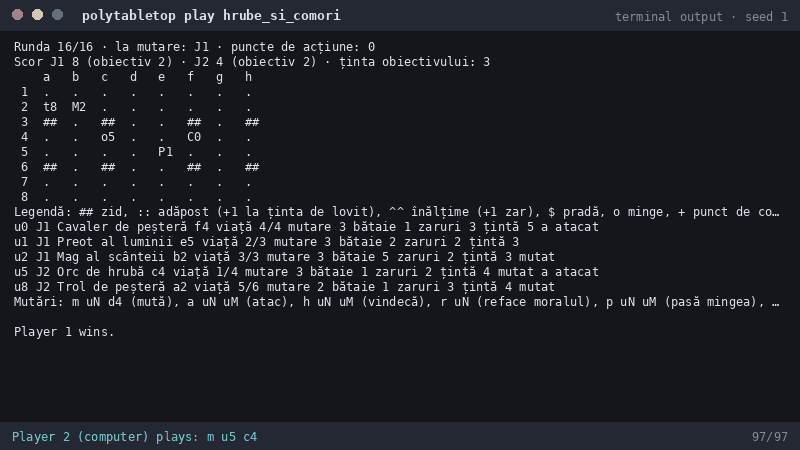 polytabletop play hrube_si_comori
terminal output · seed 1
Runda 16/16 · la mutare: J1 · puncte de acțiune: 0
Scor J1 8 (obiectiv 2) · J2 4 (obiectiv 2) · ținta obiectivului: 3
a b c d e f g h
1 . . . . . . . .
2 t8 M2 . . . . . .
3 ## . ## . . ## . ##
4 . . o5 . . C0 . .
5 . . . . P1 . . .
6 ## . ## . . ## . ##
7 . . . . . . . .
8 . . . . . . . .
Legendă: ## zid, :: adăpost (+1 la ținta de lovit), ^^ înălțime (+1 zar), $ pradă, o minge, + punct de co…
u0 J1 Cavaler de peșteră f4 viață 4/4 mutare 3 bătaie 1 zaruri 3 țintă 5 a atacat
u1 J1 Preot al luminii e5 viață 2/3 mutare 3 bătaie 2 zaruri 2 țintă 3
u2 J1 Mag al scânteii b2 viață 3/3 mutare 3 bătaie 5 zaruri 2 țintă 3 mutat
u5 J2 Orc de hrubă c4 viață 1/4 mutare 3 bătaie 1 zaruri 2 țintă 4 mutat a atacat
u8 J2 Trol de peșteră a2 viață 5/6 mutare 2 bătaie 1 zaruri 3 țintă 4 mutat
Mutări: m uN d4 (mută), a uN uM (atac), h uN uM (vindecă), r uN (reface moralul), p uN uM (pasă mingea), …
Player 1 wins.
Player 2 (computer) plays: m u5 c4
97/97